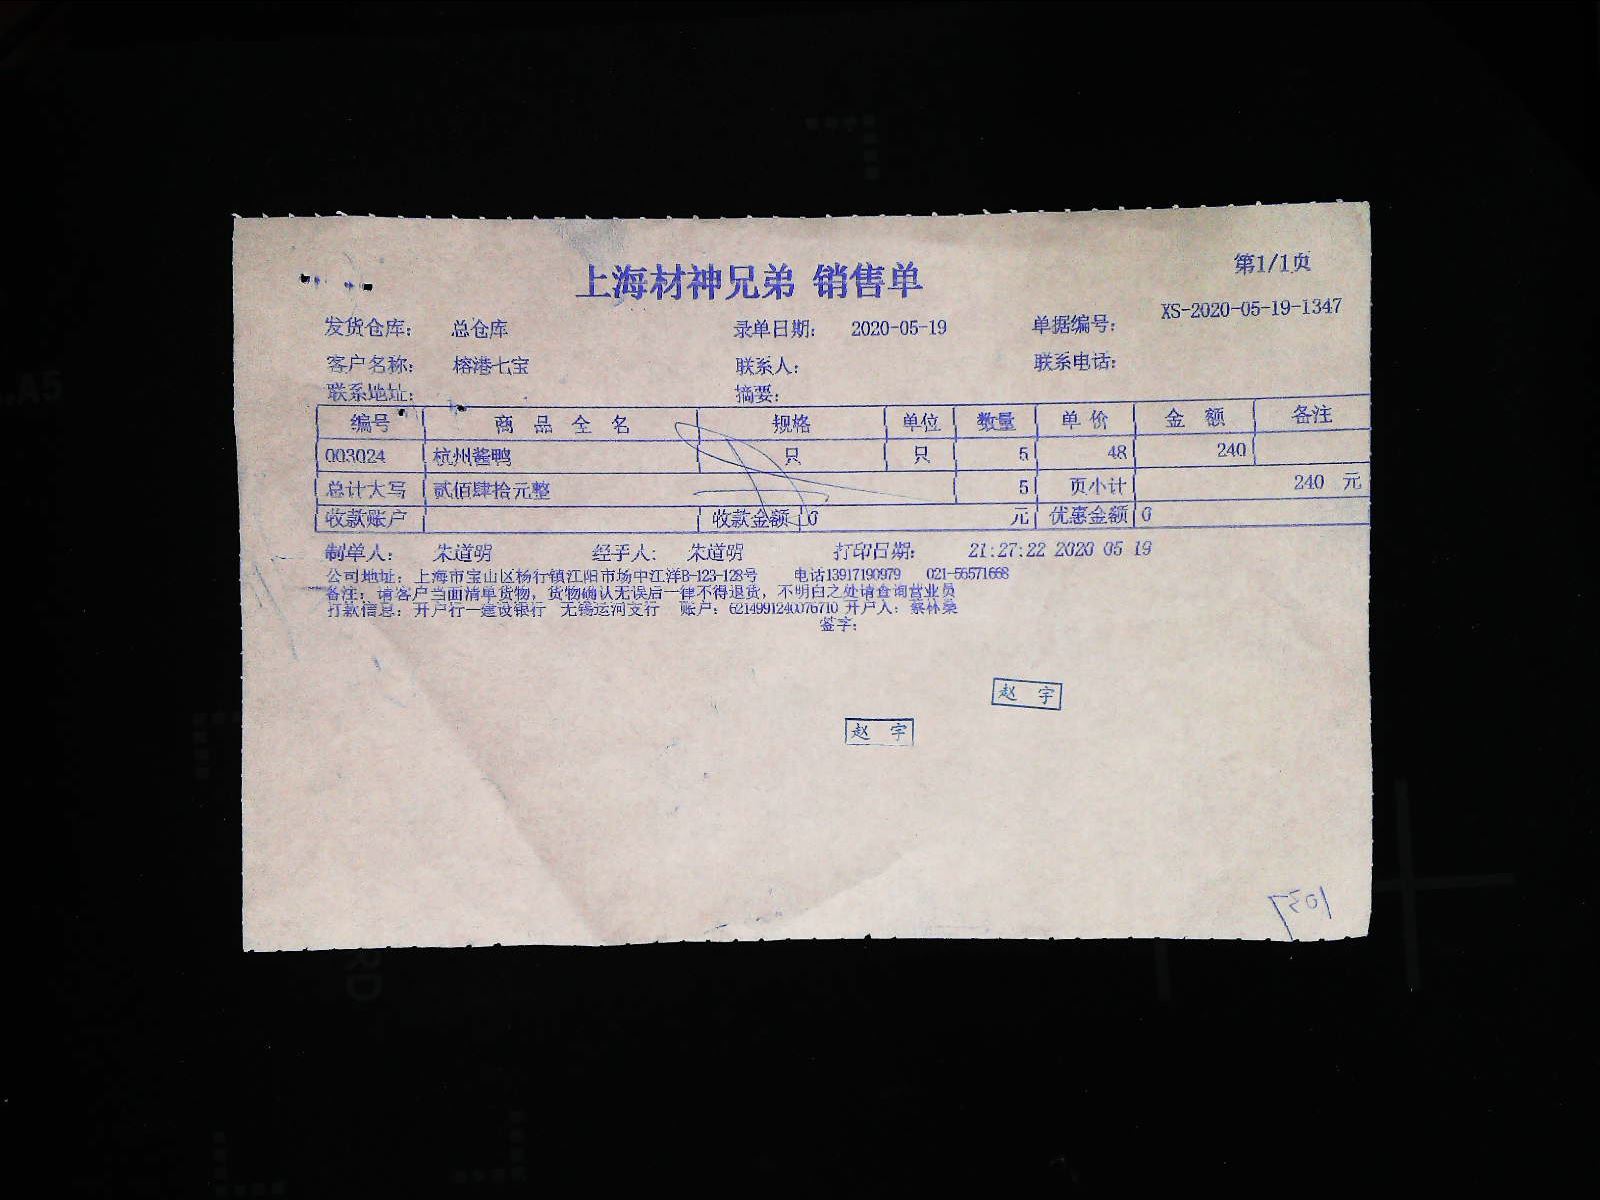 第1/1页
上海材神兄弟 销售单
发货仓库: 总仓库 录单日期: 2020-05-19 单据编号: XS-2020-05-19-1347
客户名称: 榕港七宝 联系人: 联系电话:
联系地址: 摘要:
编号 商品全名 规格 单位 数量 单价 金额 备注
003024 杭州酱鸭 只 只 5 48 240
总计大写 贰佰肆拾元整 5 页小计 240 元
收款账户 收款金额 0 元 优惠金额 0
制单人: 朱道明 经手人: 朱道明 打印日期: 21:27:22 2020 05 19
公司地址: 上海市宝山区杨行镇江阳市场中江洋B-123-128号 电话13917190979 021-56571668
备注: 请客户当面清单货物, 货物确认无误后一律不得退货, 不明白之处请查询营业员
打款信息: 开户行一建设银行 无锡运河支行 账户: 6214991240076710 开户人: 蔡林燊
签字:
赵 宇
赵 宇
1037